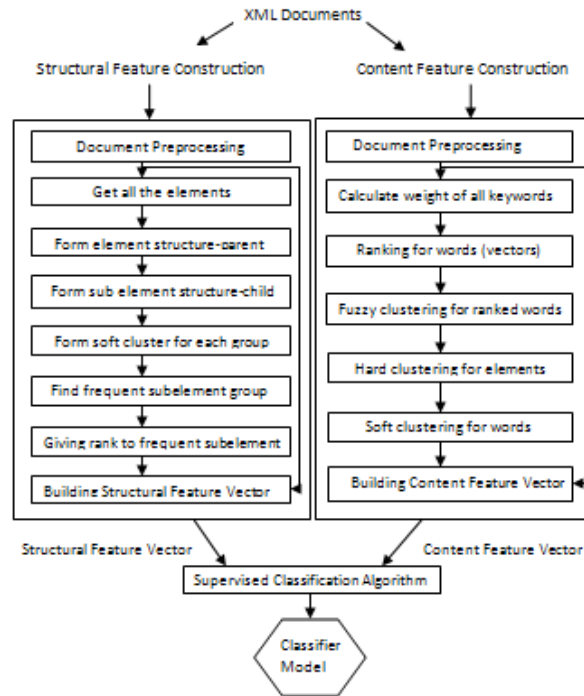 XML Documents
Structural Feature Construction
Content Feature Construction
Document Preprocessing
Get all the elements
Form element structure-parent
Form sub element structure-child
Form soft cluster for each group
Find frequent subelement group
Giving rank to frequent subelement
Building Structural Feature Vector
Document Preprocessing
Calculate weight of all keywords
Ranking for words (vectors)
Fuzzy clustering for ranked words
Hard clustering for elements
Soft clustering for words
Building Content Feature Vector
Structural Feature Vector
Content Feature Vector
Supervised Classification Algorithm
Classifier
Model